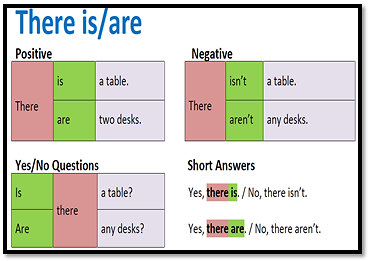 There is/are
Positive
There is a table.
are two desks.
Negative
There isn't a table.
aren't any desks.
Yes/No Questions
Is there a table?
Are any desks?
Short Answers
Yes, there is. / No, there isn't.
Yes, there are. / No, there aren't.